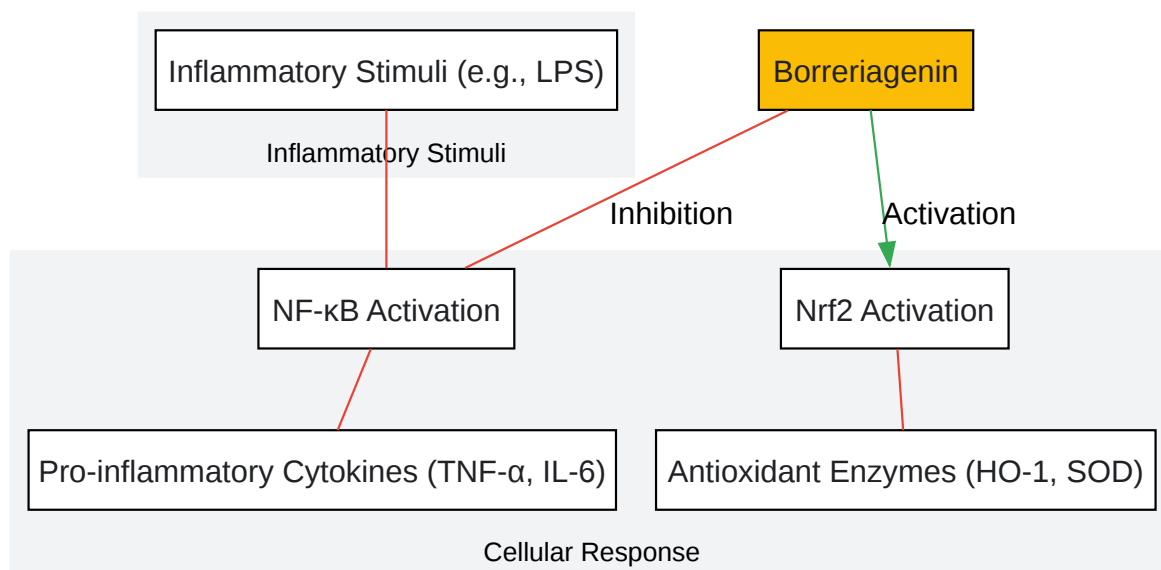 Inflammatory Stimuli (e.g., LPS)
Borreriagenin
Inflammatory Stimuli
Inhibition
Activation
NF-κB Activation
Nrf2 Activation
Pro-inflammatory Cytokines (TNF-α, IL-6)
Antioxidant Enzymes (HO-1, SOD)
Cellular Response